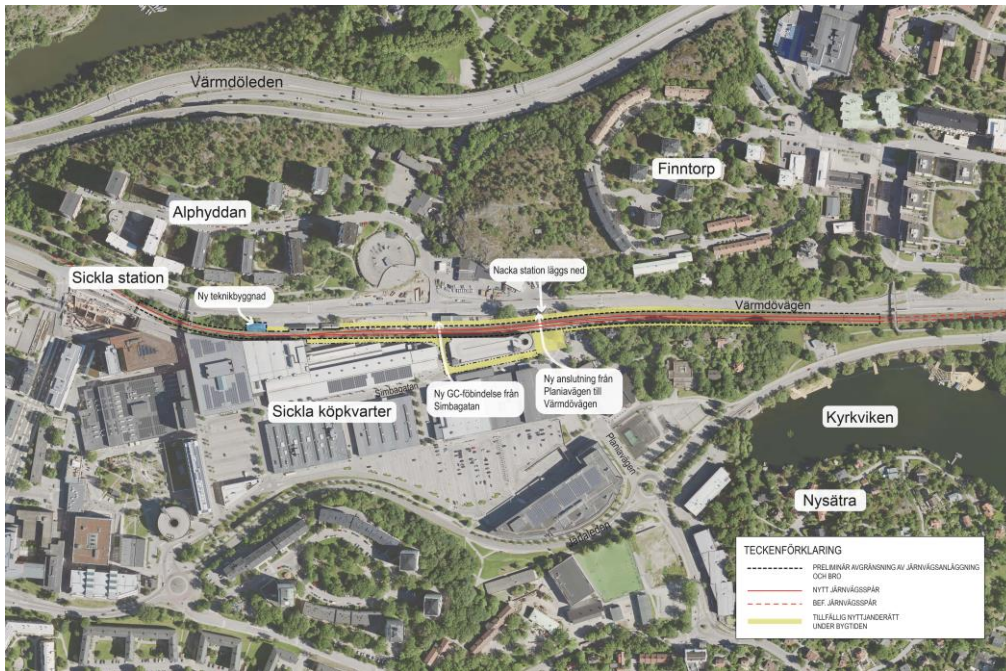 Värmdöleden
Finntorp
Alphyddan
Sickla station
Nacka station läggs ned
Ny teknikbyggnad
Värmdövägen
Simbagatan
Ny GC-föbindelse från
Simbagatan
Ny anslutning från
Planiavägen till
Värmdövägen
Sickla köpkvarter
Kyrkviken
Planiavägen
Nysätra
TECKENFÖRKLARING
PRELIMINÄR AVGRÄNSNING AV JÄRNVÄGSANLÄGGNING
OCH BRO
NYTT JÄRNVÄGSSPÅR
BEF. JÄRNVÄGSSPÅR
TILLFÄLLIG NYTTJANDERÄTT
UNDER BYGTIDEN